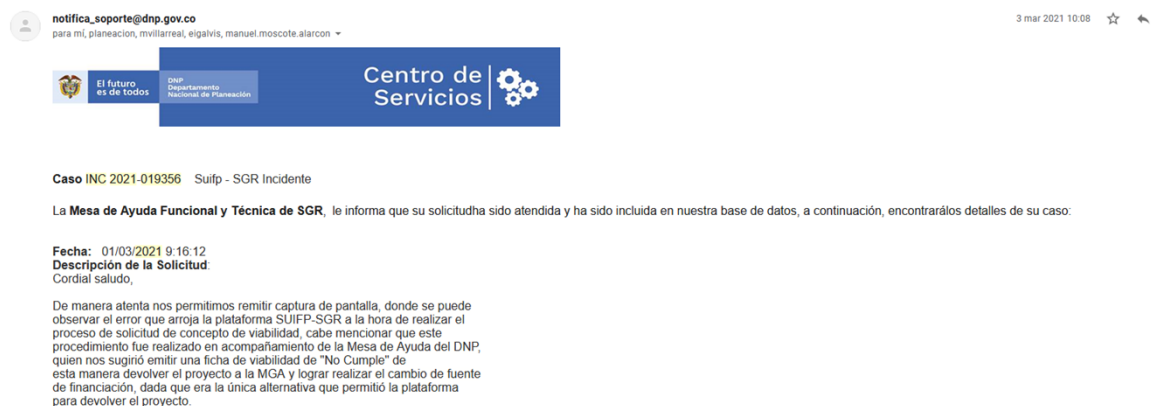 notifica_soporte@dnp.gov.co
3 mar 2021 10:08
para mí, planeacion, mvillarreal, eigalvis, manuel.moscote.alarcon
El futuro
es de todos
DNP
Departamento
Nacional de Planeación
Centro de
Servicios
Caso INC 2021-019356 Suifp - SGR Incidente
La Mesa de Ayuda Funcional y Técnica de SGR, le informa que su solicitudha sido atendida y ha sido incluida en nuestra base de datos, a continuación, encontrarálos detalles de su caso:
Fecha: 01/03/2021 9:16:12
Descripción de la Solicitud:
Cordial saludo,
De manera atenta nos permitimos remitir captura de pantalla, donde se puede
observar el error que arroja la plataforma SUIFP-SGR a la hora de realizar el
proceso de solicitud de concepto de viabilidad, cabe mencionar que este
procedimiento fue realizado en acompañamiento de la Mesa de Ayuda del DNP,
quien nos sugirió emitir una ficha de viabilidad de "No Cumple" de
esta manera devolver el proyecto a la MGA y lograr realizar el cambio de fuente
de financiación, dada que era la única alternativa que permitió la plataforma
para devolver el proyecto.